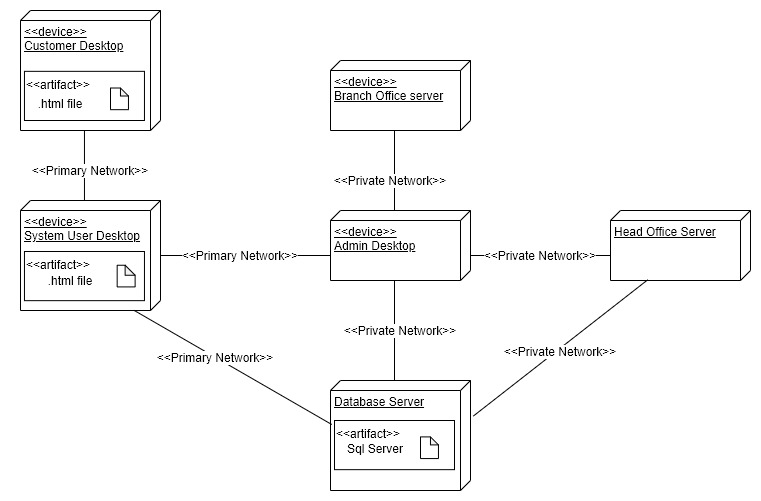 <<device>>
Customer Desktop
<<artifact>>
.html file
<<device>>
Branch Office server
<<Primary Network>>
<<Private Network>>
<<device>>
System User Desktop
<<artifact>>
.html file
<<Primary Network>>
<<device>>
Admin Desktop
<<Private Network>>
Head Office Server
<<Private Network>>
<<Primary Network>>
<<Private Network>>
Database Server
<<artifact>>
Sql Server